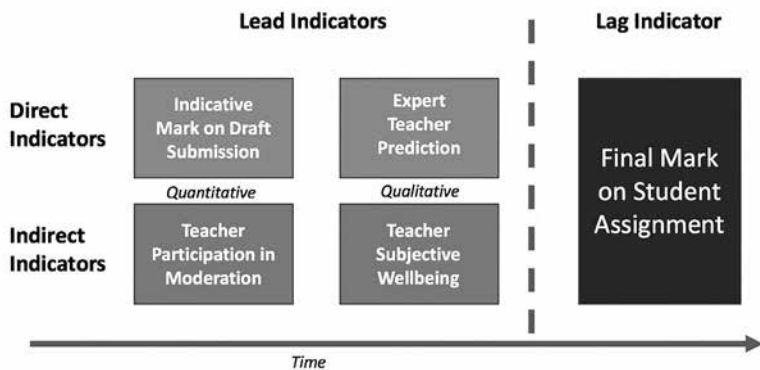 Lead Indicators
Lag Indicator
Direct
Indicators
Indicative
Mark on Draft
Submission
Expert
Teacher
Prediction
Quantitative
Qualitative
Indirect
Indicators
Teacher
Participation in
Moderation
Teacher
Subjective
Wellbeing
Final Mark
on Student
Assignment
Time